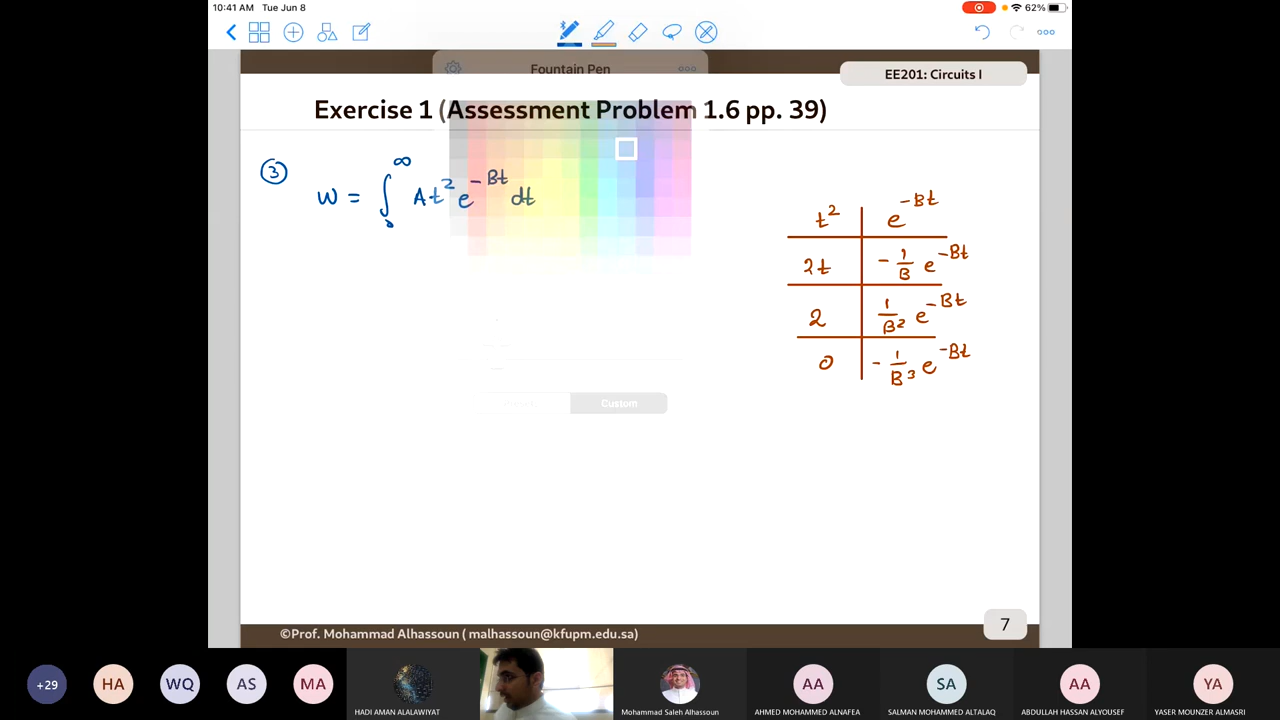 10:41 AM Tue Jun 8
62%
Fountain Pen
EE201: Circuits I
Exercise 1 (Assessment Problem 1.6 pp. 39)
③ W = ∫₀^∞ At² e^(-Bt) dt
t² | e^(-Bt)
2t | -1/B e^(-Bt)
2 | 1/B² e^(-Bt)
0 | -1/B³ e^(-Bt)
Custom
7
©Prof. Mohammad Alhassoun ( malhassoun@kfupm.edu.sa)
+29 HA WQ AS MA AA SA AA YA
HADI AMAN ALALAWIYAT Mohammad Saleh Alhassoun AHMED MOHAMMED ALNAFEA SALMAN MOHAMMED ALTALAQ ABDULLAH HASSAN ALYOUSEF YASER MOUNZER ALMASRI